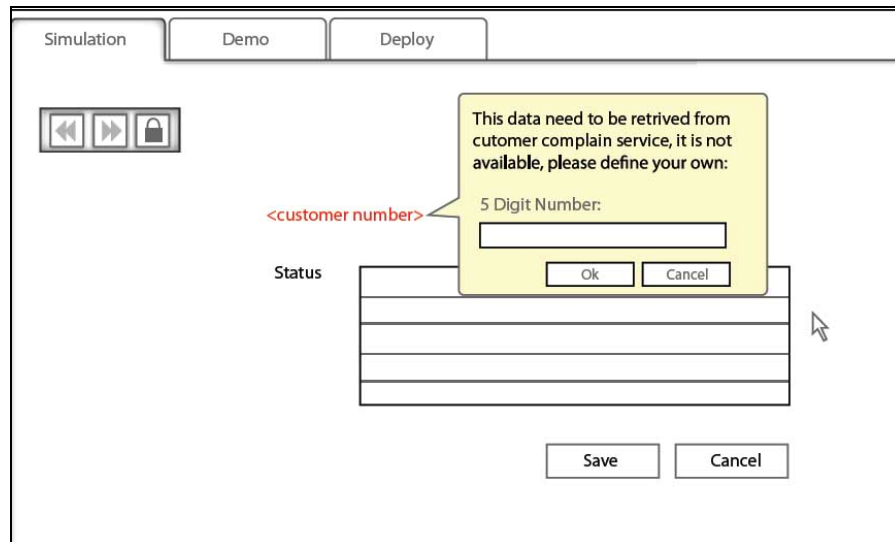 Simulation Demo Deploy
This data need to be retrived from
cutomer complain service, it is not
available, please define your own:
<customer number>
5 Digit Number:
Status
Ok Cancel
Save Cancel